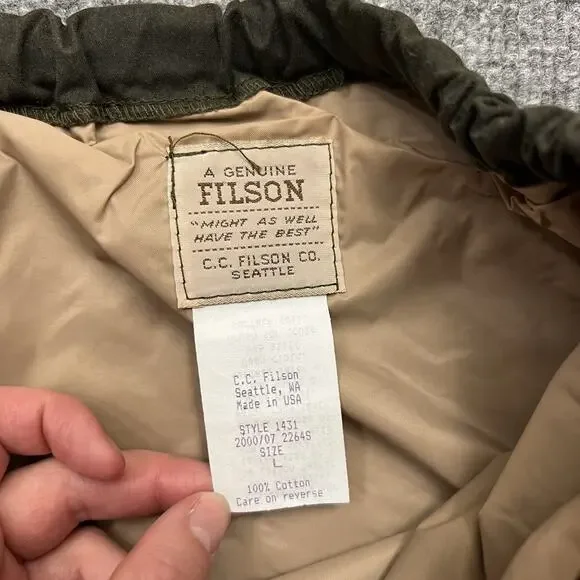 A GENUINE
FILSON
"MIGHT AS WELL
HAVE THE BEST"
C.C. FILSON CO.
SEATTLE
C.C. Filson
Seattle, WA
Made in USA
STYLE 1431
2000/07 2264S
SIZE
L
100% Cotton
Care on reverse